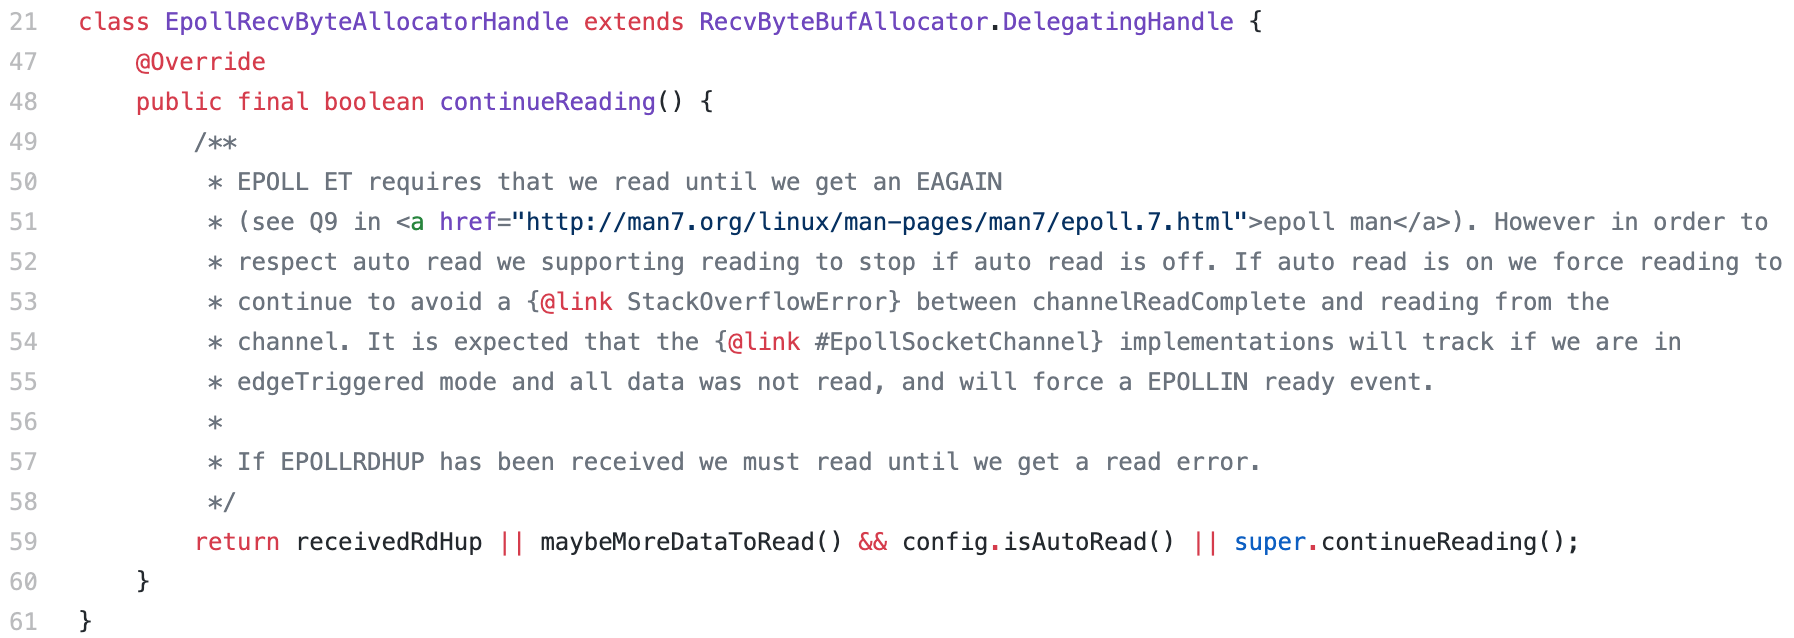 21 class EpollRecvByteAllocatorHandle extends RecvByteBufAllocator.DelegatingHandle {
47     @Override
48     public final boolean continueReading() {
49         /**
50          * EPOLL ET requires that we read until we get an EAGAIN
51          * (see Q9 in <a href="http://man7.org/linux/man-pages/man7/epoll.7.html">epoll man</a>). However in order to
52          * respect auto read we supporting reading to stop if auto read is off. If auto read is on we force reading to
53          * continue to avoid a {@link StackOverflowError} between channelReadComplete and reading from the
54          * channel. It is expected that the {@link #EpollSocketChannel} implementations will track if we are in
55          * edgeTriggered mode and all data was not read, and will force a EPOLLIN ready event.
56          *
57          * If EPOLLRDHUP has been received we must read until we get a read error.
58          */
59         return receivedRdHup || maybeMoreDataToRead() && config.isAutoRead() || super.continueReading();
60     }
61 }